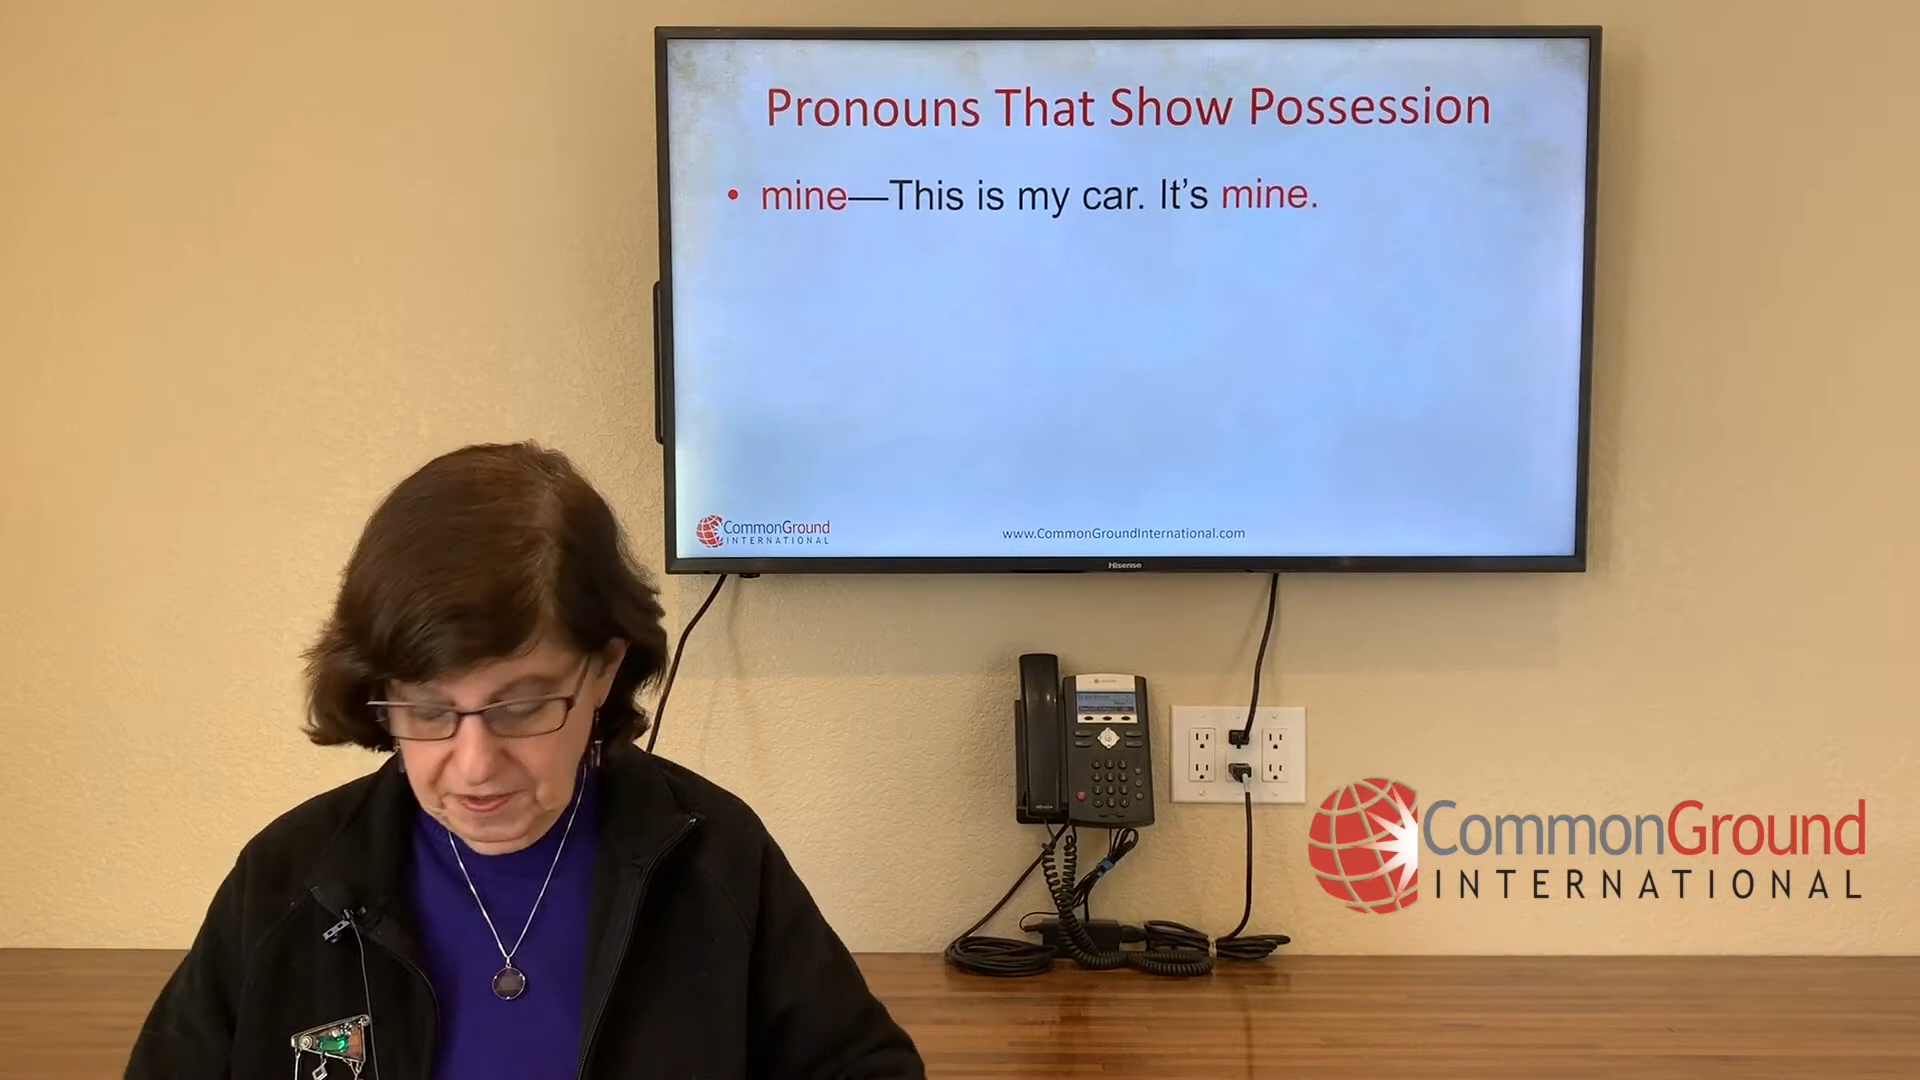 Pronouns That Show Possession
• mine—This is my car. It's mine.
CommonGround
INTERNATIONAL
www.CommonGroundInternational.com
Hisense
CommonGround
INTERNATIONAL